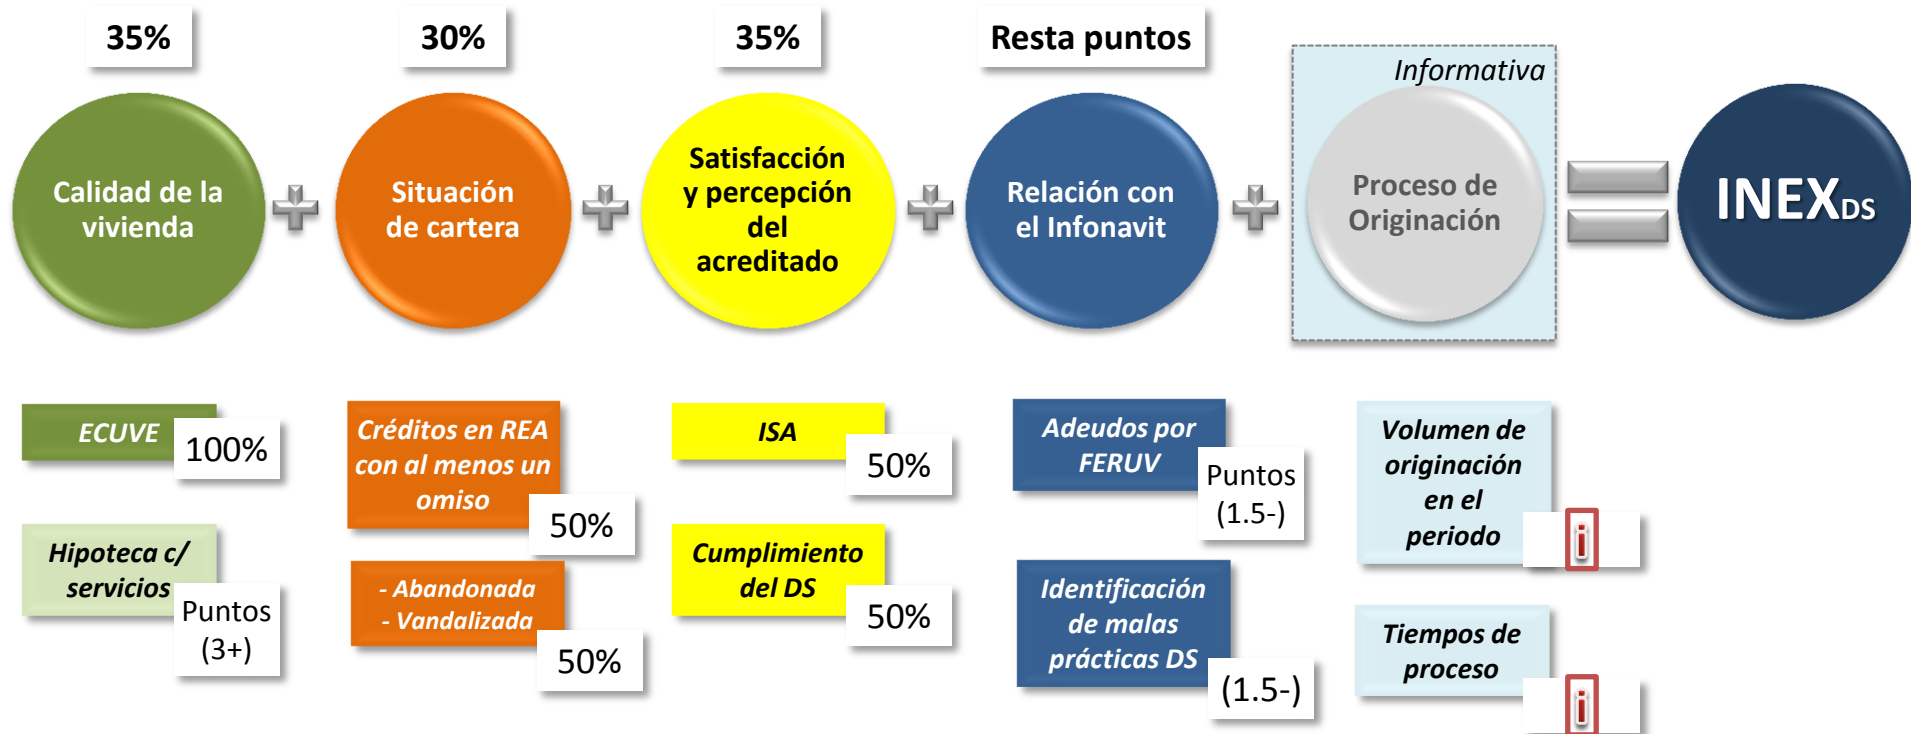 35%
30%
35%
Resta puntos
Informativa
Calidad de la
vivienda
Situación
de cartera
Satisfacción
y percepción
del
acreditado
Relación con
el Infonavit
Proceso de
Originación
INEXDS
ECUVE
100%
Hipoteca c/
servicios
Puntos
(3+)
Créditos en REA
con al menos un
omiso
50%
- Abandonada
- Vandalizada
50%
ISA
50%
Cumplimiento
del DS
50%
Adeudos por
FERUV
Puntos
(1.5-)
Identificación
de malas
prácticas DS
(1.5-)
Volumen de
originación
en el
periodo
i
Tiempos de
proceso
i